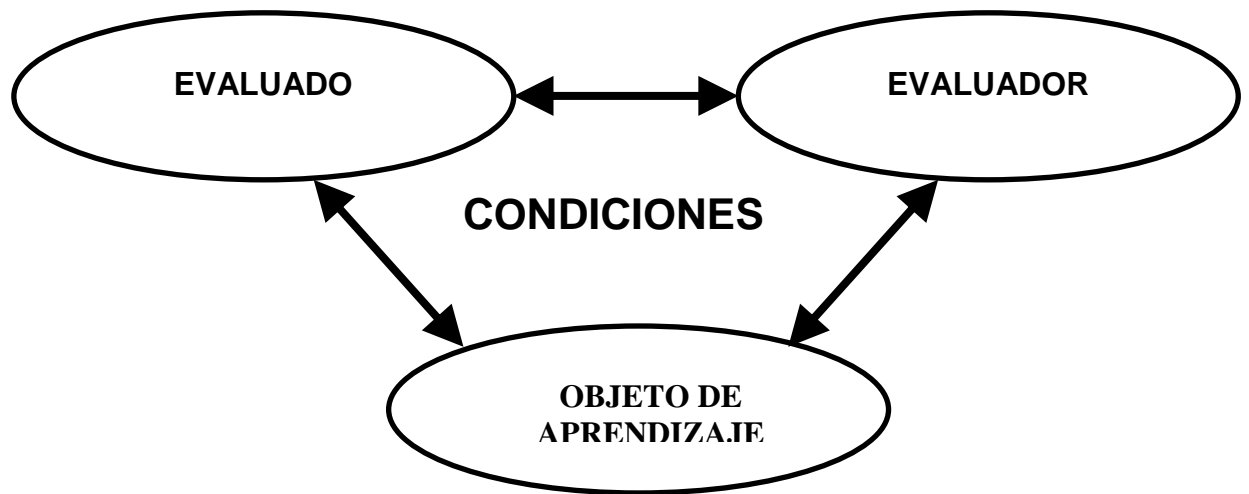 EVALUADO
EVALUADOR
CONDICIONES
OBJETO DE
APRENDIZAJE